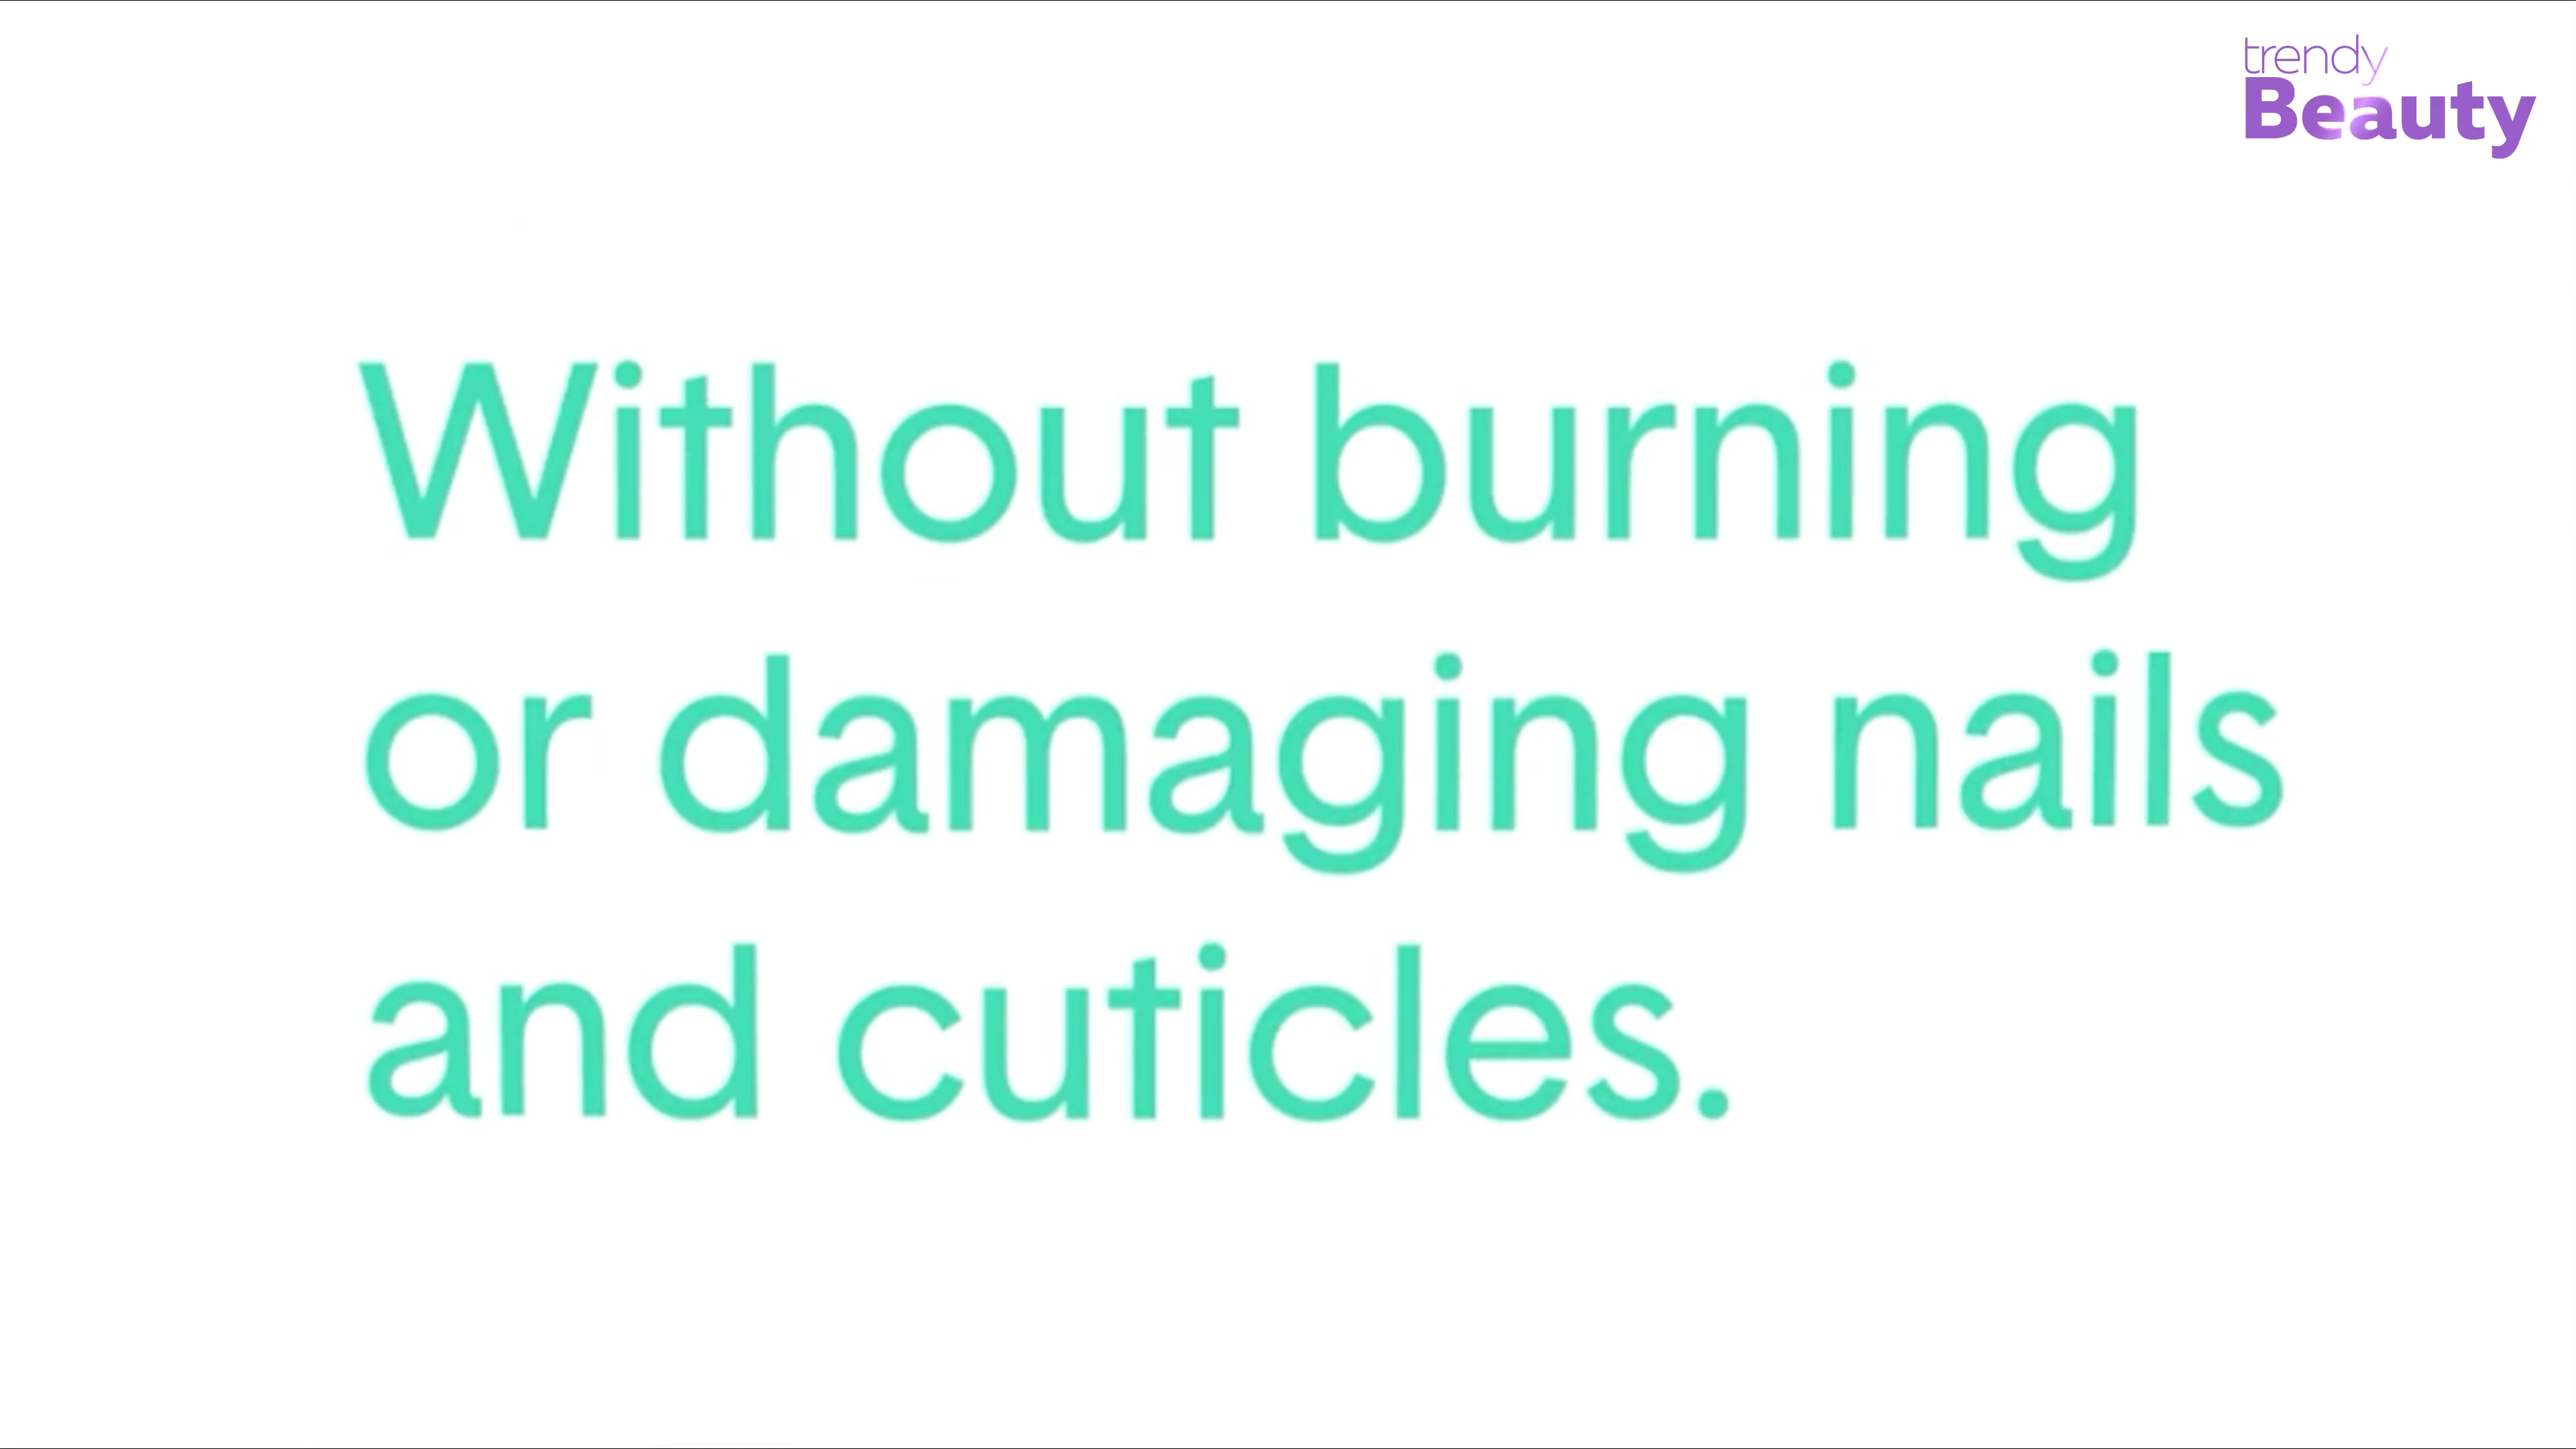 trendy
Beauty
Without burning
or damaging nails
and cuticles.